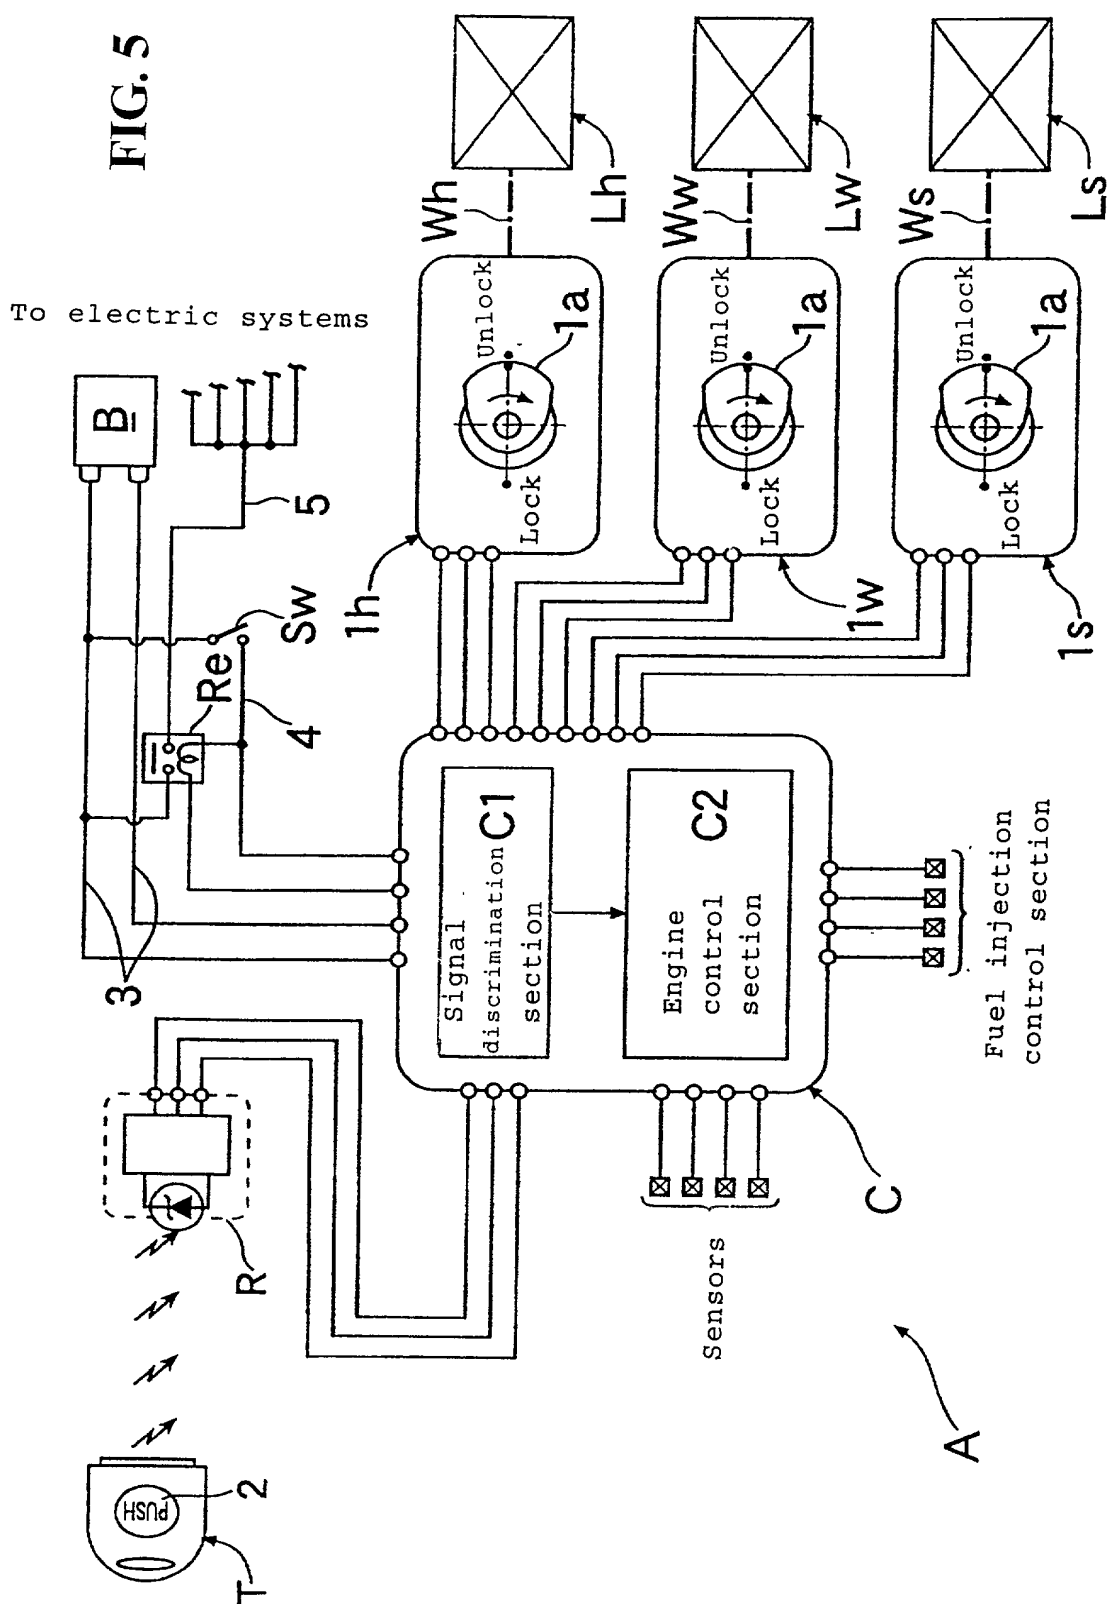 FIG. 5
To electric systems
B
5
Sw
Re
4
3
R
PUSH
2
T
Wh
Lh
Unlock
1a
Lock
1h
Ww
Lw
Unlock
1a
Lock
1w
Ws
Ls
Unlock
1a
Lock
1s
Signal
discrimination
section
C1
Engine
control
section
C2
Fuel injection
control section
Sensors
C
A